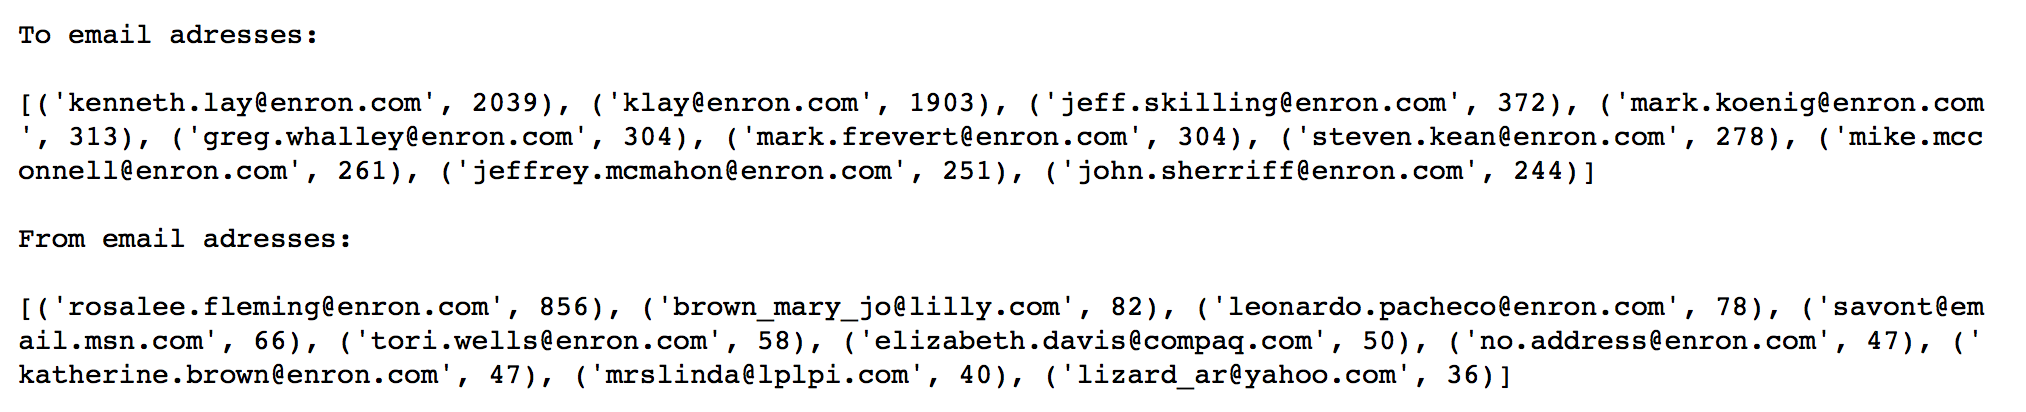 To email adresses:
[('kenneth.lay@enron.com', 2039), ('klay@enron.com', 1903), ('jeff.skilling@enron.com', 372), ('mark.koenig@enron.com
', 313), ('greg.whalley@enron.com', 304), ('mark.frevert@enron.com', 304), ('steven.kean@enron.com', 278), ('mike.mcc
onnell@enron.com', 261), ('jeffrey.mcmahon@enron.com', 251), ('john.sherriff@enron.com', 244)]
From email adresses:
[('rosalee.fleming@enron.com', 856), ('brown_mary_jo@lilly.com', 82), ('leonardo.pacheco@enron.com', 78), ('savont@em
ail.msn.com', 66), ('tori.wells@enron.com', 58), ('elizabeth.davis@compaq.com', 50), ('no.address@enron.com', 47), ('
katherine.brown@enron.com', 47), ('mrslinda@lplpi.com', 40), ('lizard_ar@yahoo.com', 36)]